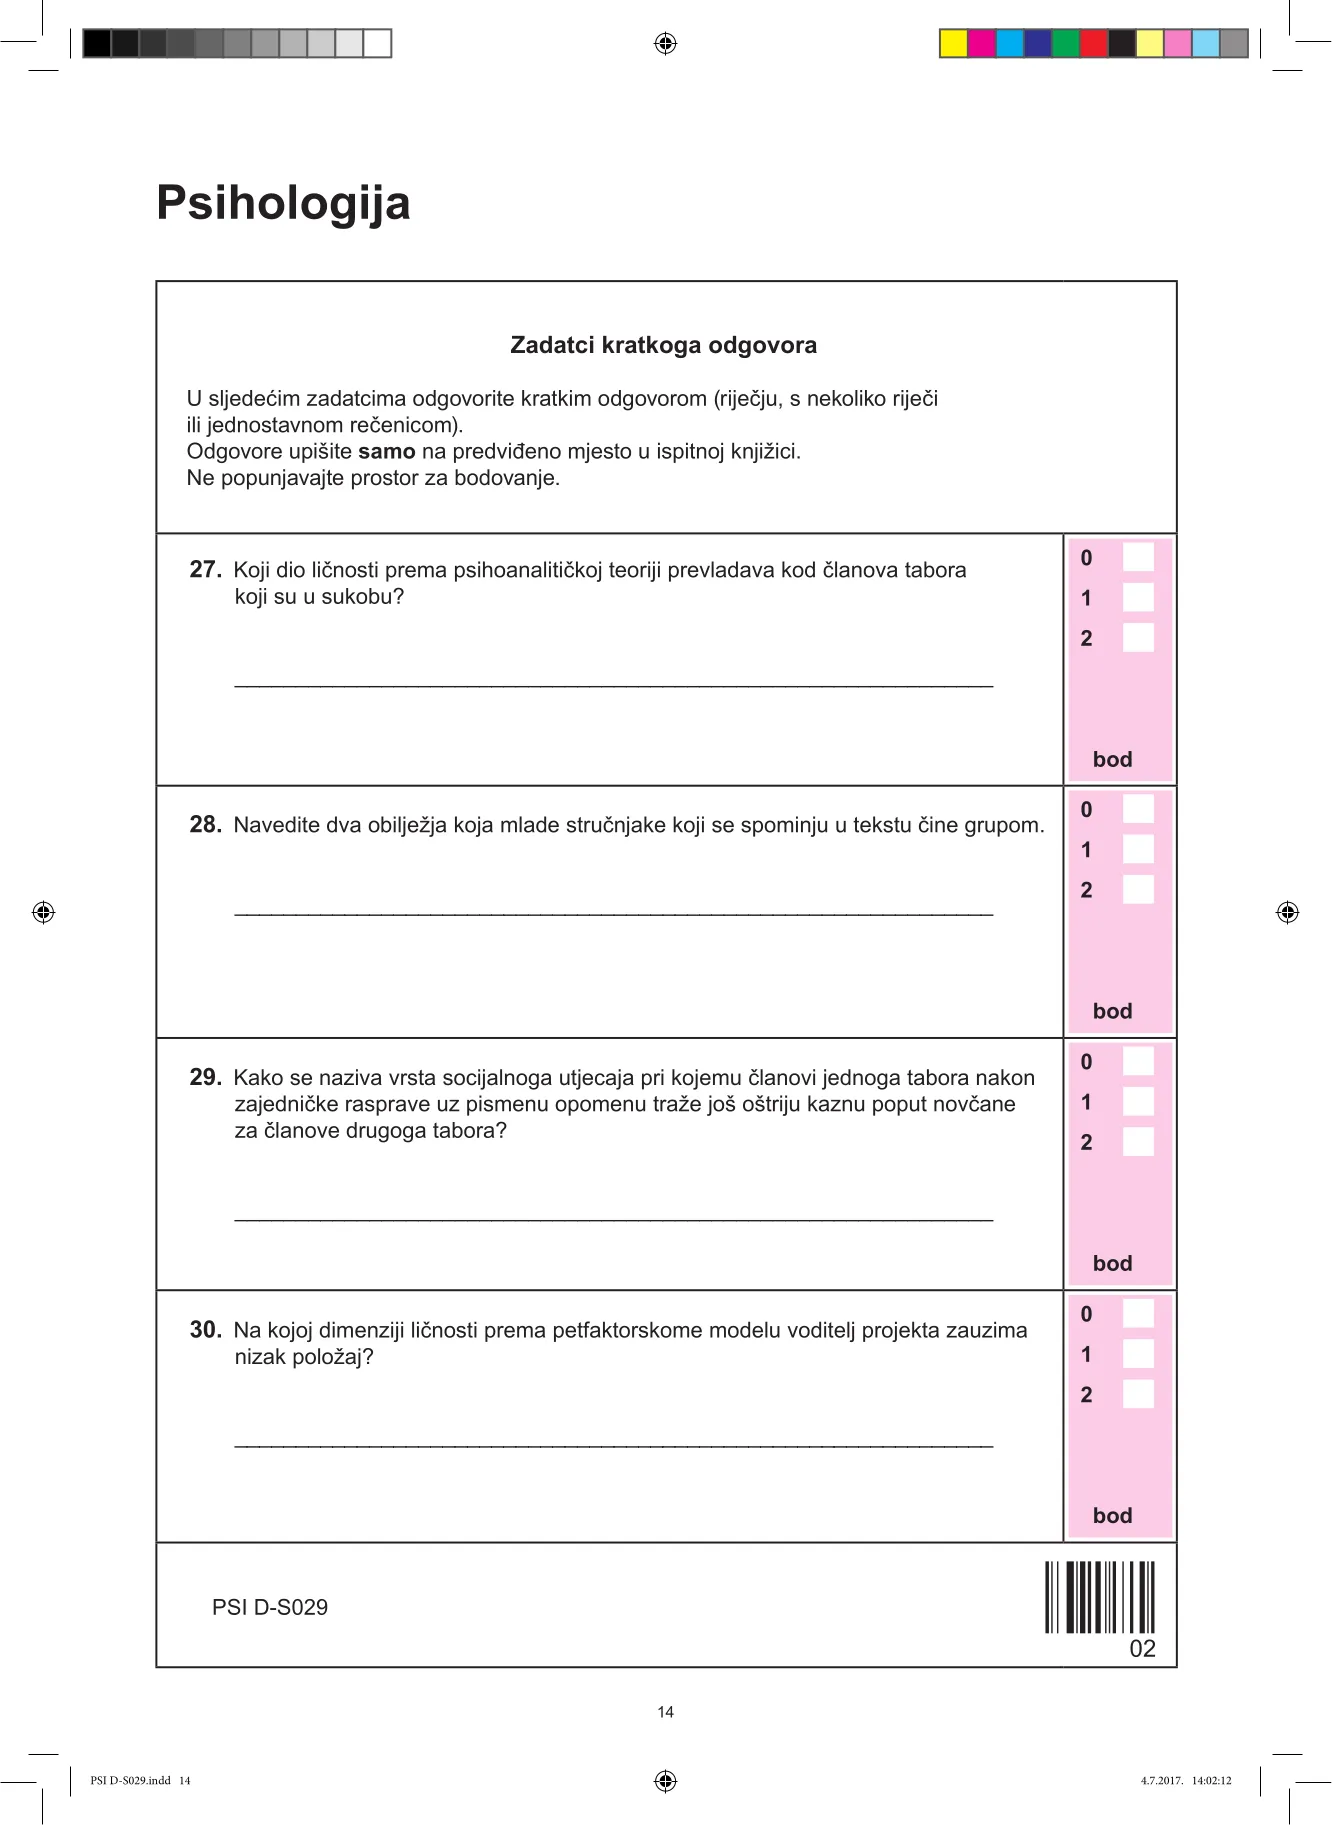 Psihologija
Zadatci kratkoga odgovora
U sljedećim zadatcima odgovorite kratkim odgovorom (riječju, s nekoliko riječi
ili jednostavnom rečenicom).
Odgovore upišite samo na predviđeno mjesto u ispitnoj knjižici.
Ne popunjavajte prostor za bodovanje.
27. Koji dio ličnosti prema psihoanalitičkoj teoriji prevladava kod članova tabora
koji su u sukobu?
0
1
2
bod
28. Navedite dva obilježja koja mlade stručnjake koji se spominju u tekstu čine grupom.
0
1
2
bod
29. Kako se naziva vrsta socijalnoga utjecaja pri kojemu članovi jednoga tabora nakon
zajedničke rasprave uz pismenu opomenu traže još oštriju kaznu poput novčane
za članove drugoga tabora?
0
1
2
bod
30. Na kojoj dimenziji ličnosti prema petfaktorskome modelu voditelj projekta zauzima
nizak položaj?
0
1
2
bod
PSI D-S029
02
14
PSI D-S029.indd 14
4.7.2017. 14:02:12